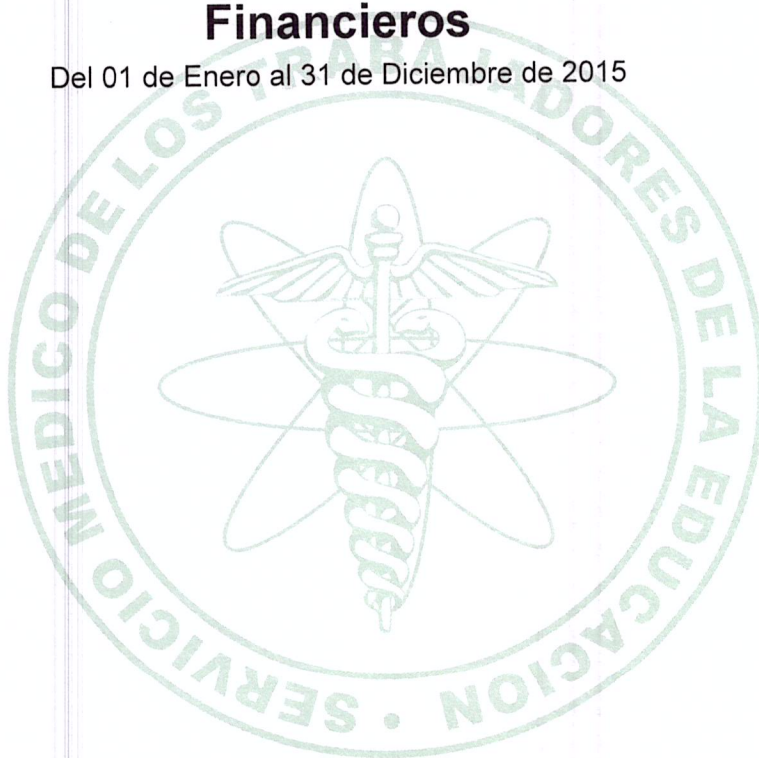 Financieros
Del 01 de Enero al 31 de Diciembre de 2015
SERVICIO MEDICO DE LOS TRABAJADORES DE LA EDUCACION •